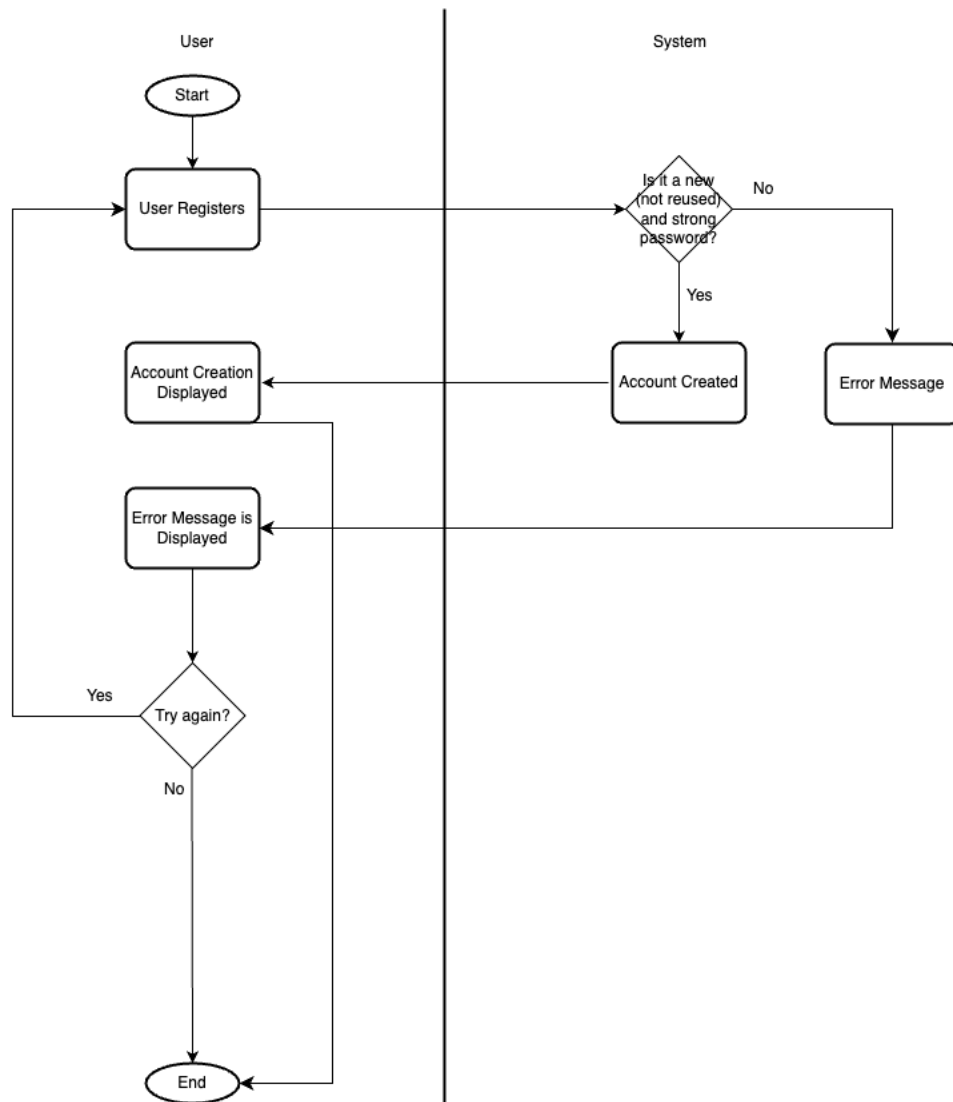 User
System
Start
User Registers
Is it a new
(not reused)
and strong
password?
No
Yes
Account Creation
Displayed
Account Created
Error Message
Error Message is
Displayed
Yes
Try again?
No
End